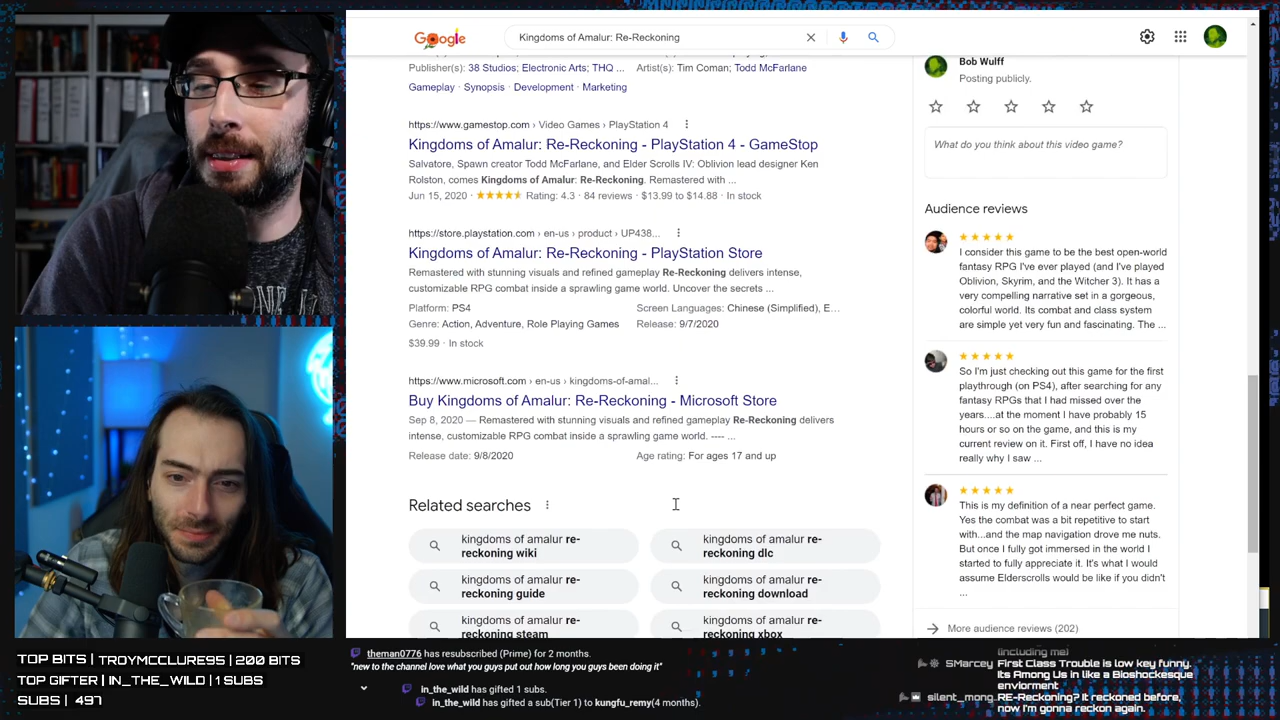 Google
Kingdoms of Amalur: Re-Reckoning
Publisher(s): 38 Studios; Electronic Arts; THQ ...
Artist(s): Tim Coman; Todd McFarlane
Gameplay · Synopsis · Development · Marketing
https://www.gamestop.com › Video Games › PlayStation 4
Kingdoms of Amalur: Re-Reckoning - PlayStation 4 - GameStop
Salvatore, Spawn creator Todd McFarlane, and Elder Scrolls IV: Oblivion lead designer Ken
Rolston, comes Kingdoms of Amalur: Re-Reckoning. Remastered with ...
Jun 15, 2020 · Rating: 4.3 · 84 reviews · $13.99 to $14.88 · In stock
https://store.playstation.com › en-us › product › UP438...
Kingdoms of Amalur: Re-Reckoning - PlayStation Store
Remastered with stunning visuals and refined gameplay Re-Reckoning delivers intense,
customizable RPG combat inside a sprawling game world. Uncover the secrets ...
Platform: PS4
Screen Languages: Chinese (Simplified), E...
Genre: Action, Adventure, Role Playing Games
Release: 9/7/2020
$39.99 · In stock
https://www.microsoft.com › en-us › kingdoms-of-amal...
Buy Kingdoms of Amalur: Re-Reckoning - Microsoft Store
Sep 8, 2020 — Remastered with stunning visuals and refined gameplay Re-Reckoning delivers
intense, customizable RPG combat inside a sprawling game world. ---- ...
Release date: 9/8/2020
Age rating: For ages 17 and up
Related searches
kingdoms of amalur re-
reckoning wiki
kingdoms of amalur re-
reckoning dlc
kingdoms of amalur re-
reckoning guide
kingdoms of amalur re-
reckoning download
kingdoms of amalur re-
reckoning steam
kingdoms of amalur re-
reckoning xbox
Bob Wulff
Posting publicly.
What do you think about this video game?
Audience reviews
I consider this game to be the best open-world
fantasy RPG I've ever played (and I've played
Oblivion, Skyrim, and the Witcher 3). It has a
very compelling narrative set in a gorgeous,
colorful world. Its combat and class system
are simple yet very fun and fascinating. The ...
So I'm just checking out this game for the first
playthrough (on PS4), after searching for any
fantasy RPGs that I had missed over the
years....at the moment I have probably 15
hours or so on the game, and this is my
current review on it. First off, I have no idea
really why I saw ...
This is my definition of a near perfect game.
Yes the combat was a bit repetitive to start
with...and the map navigation drove me nuts.
But once I fully got immersed in the world I
started to fully appreciate it. It's what I would
assume Elderscrolls would be like if you didn't
...
More audience reviews (202)
TOP BITS | TROYMCCLURE95 | 200 BITS
TOP GIFTER | IN_THE_WILD | 1 SUBS
SUBS | 497
theman0776 has resubscribed (Prime) for 2 months.
"new to the channel love what you guys put out how long you guys been doing it"
in_the_wild has gifted 1 subs.
in_the_wild has gifted a sub(Tier 1) to kungfu_remy(4 months).
(including me)
SMarcey First Class Trouble is low key funny.
Its Among Us in like a Bioshockesque
enviorment
silent_mong RE-Reckoning? It reckoned before,
now I'm gonna reckon again.